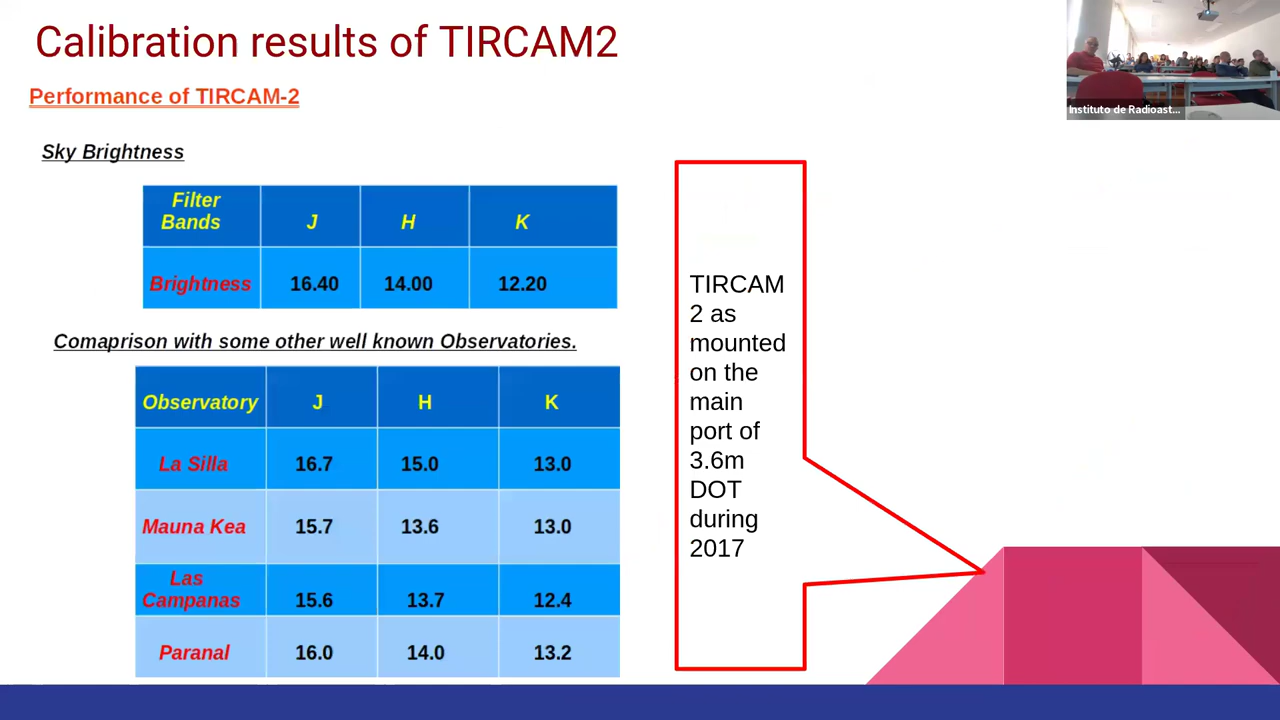 Calibration results of TIRCAM2
Performance of TIRCAM-2
Sky Brightness
Filter Bands J H K
Brightness 16.40 14.00 12.20
Comaprison with some other well known Observatories.
Observatory J H K
La Silla 16.7 15.0 13.0
Mauna Kea 15.7 13.6 13.0
Las Campanas 15.6 13.7 12.4
Paranal 16.0 14.0 13.2
TIRCAM
2 as
mounted
on the
main
port of
3.6m
DOT
during
2017
Instituto de Radioast...